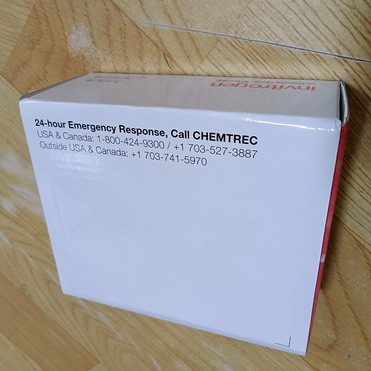 invitrogen
24-hour Emergency Response, Call CHEMTREC
USA & Canada: 1-800-424-9300 / +1 703-527-3887
Outside USA & Canada: +1 703-741-5970